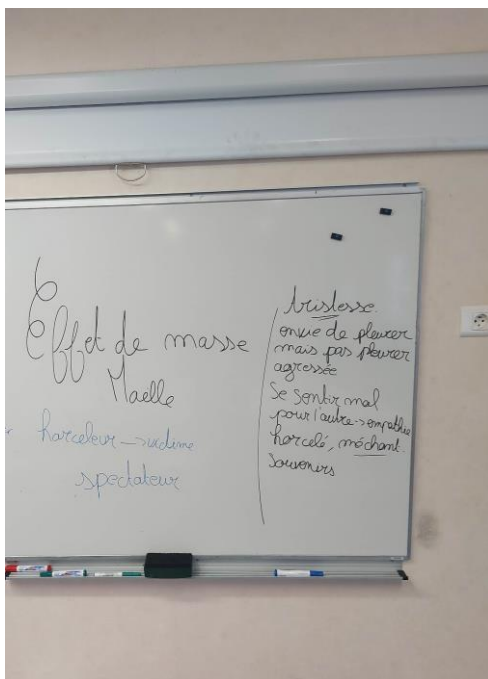 Effet de masse
Maelle
harceleur → victime
spectateur
tristesse.
envie de pleurer
mais pas pleurer
agressée
Se sentir mal
pour l'autre → empathie
harcelé, méchant.
Souvenirs